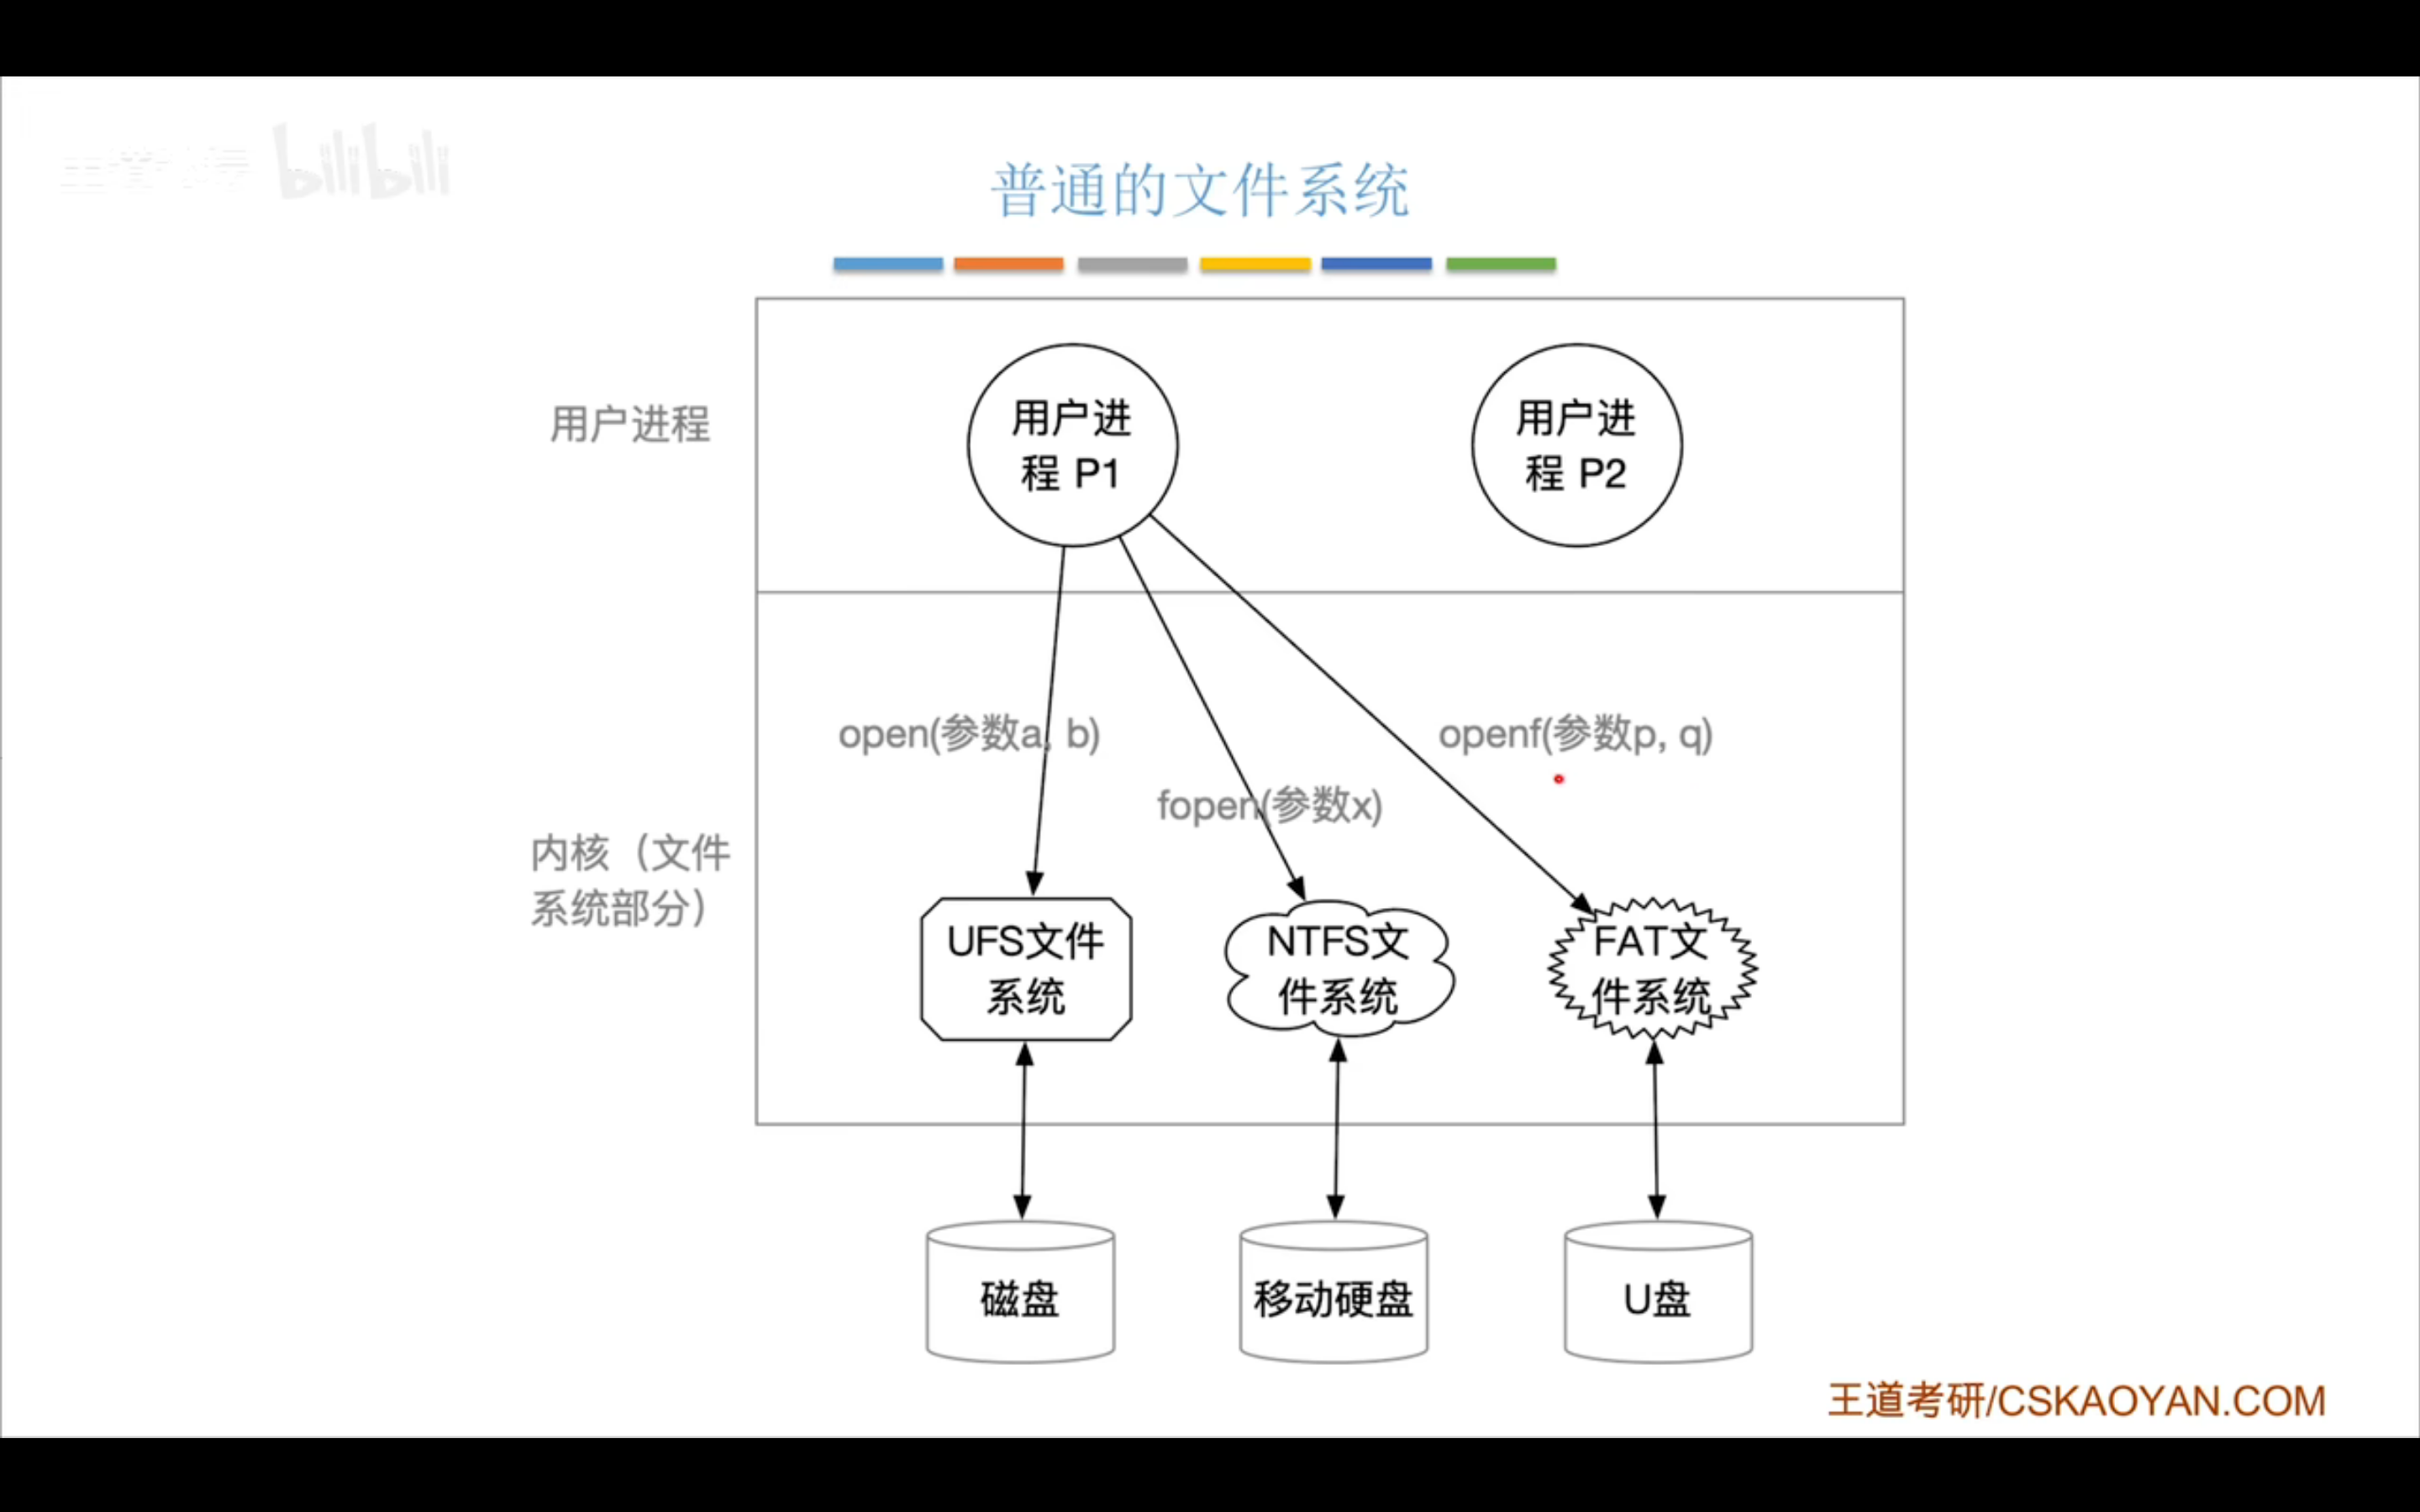 bilibili
普通的文件系统
用户进程
用户进
程 P1
用户进
程 P2
open(参数a, b)
openf(参数p, q)
fopen(参数x)
内核（文件
系统部分）
UFS文件
系统
NTFS文
件系统
FAT文
件系统
磁盘
移动硬盘
U盘
王道考研/CSKAOYAN.COM